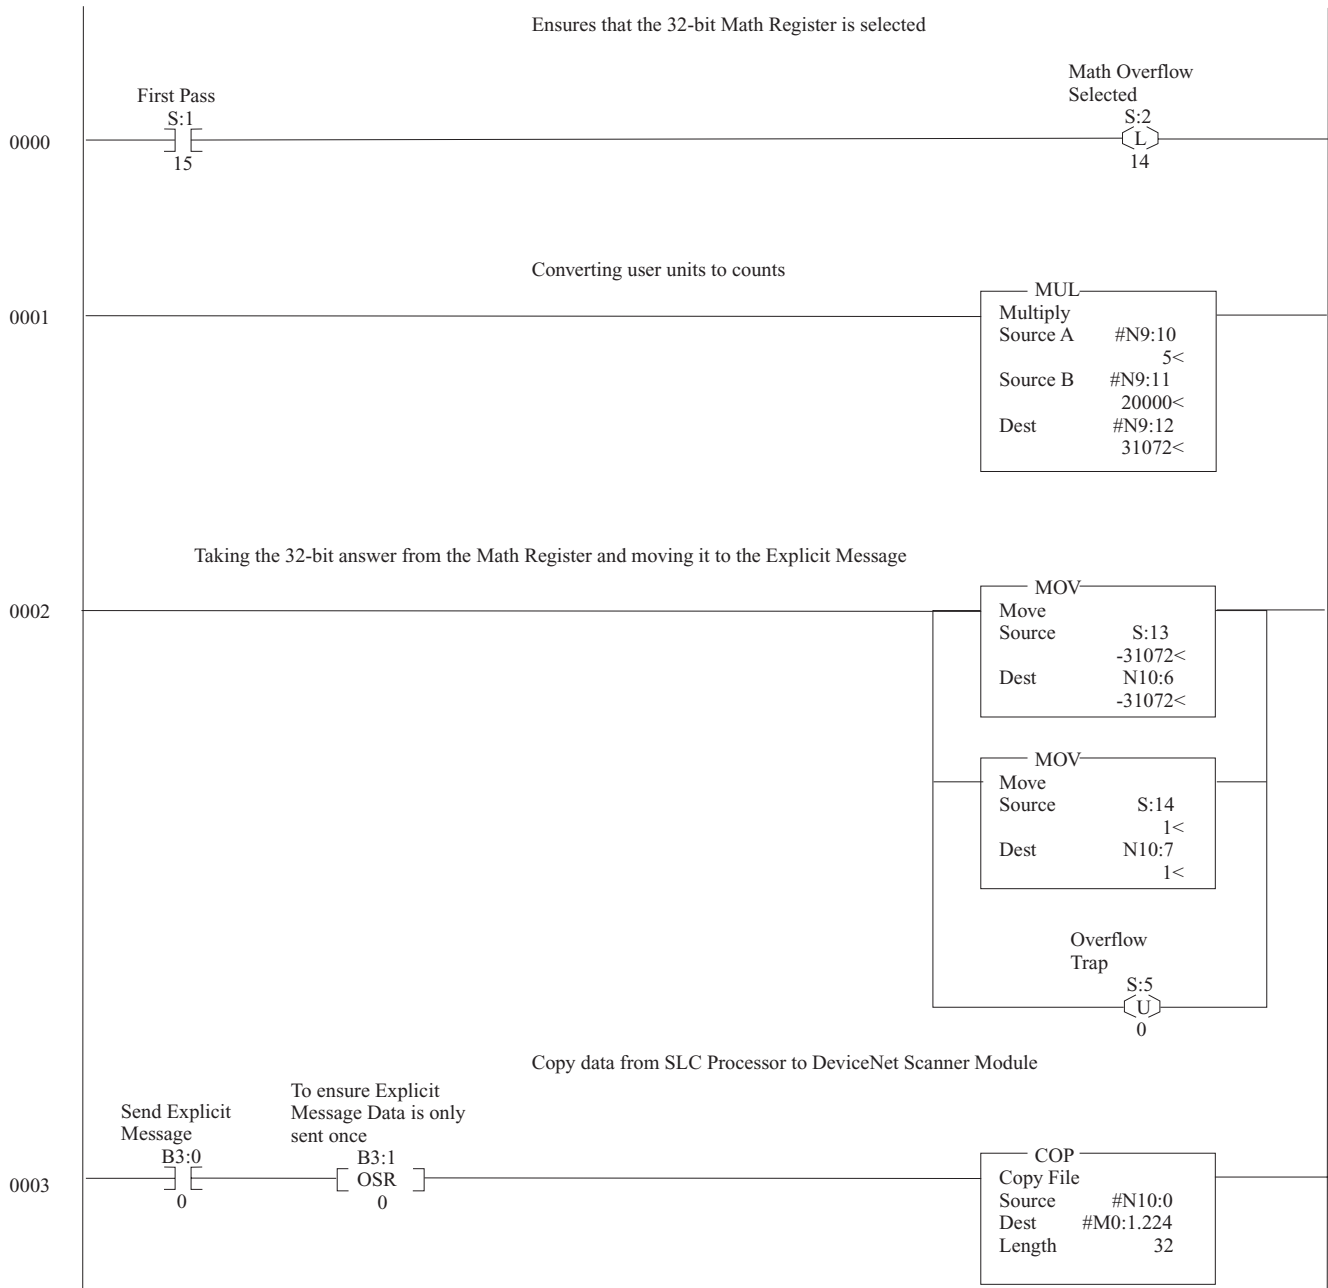 Ensures that the 32-bit Math Register is selected
Math Overflow
Selected
First Pass
S:1
S:2
0000
L
15
14
Converting user units to counts
MUL
0001
Multiply
Source A #N9:10
5<
Source B #N9:11
20000<
Dest #N9:12
31072<
Taking the 32-bit answer from the Math Register and moving it to the Explicit Message
MOV
0002
Move
Source S:13
-31072<
Dest N10:6
-31072<
MOV
Move
Source S:14
1<
Dest N10:7
1<
Overflow
Trap
S:5
U
0
Copy data from SLC Processor to DeviceNet Scanner Module
To ensure Explicit
Message Data is only
sent once
Send Explicit
Message
B3:0
B3:1
COP
0003
OSR
0
0
Copy File
Source #N10:0
Dest #M0:1.224
Length 32